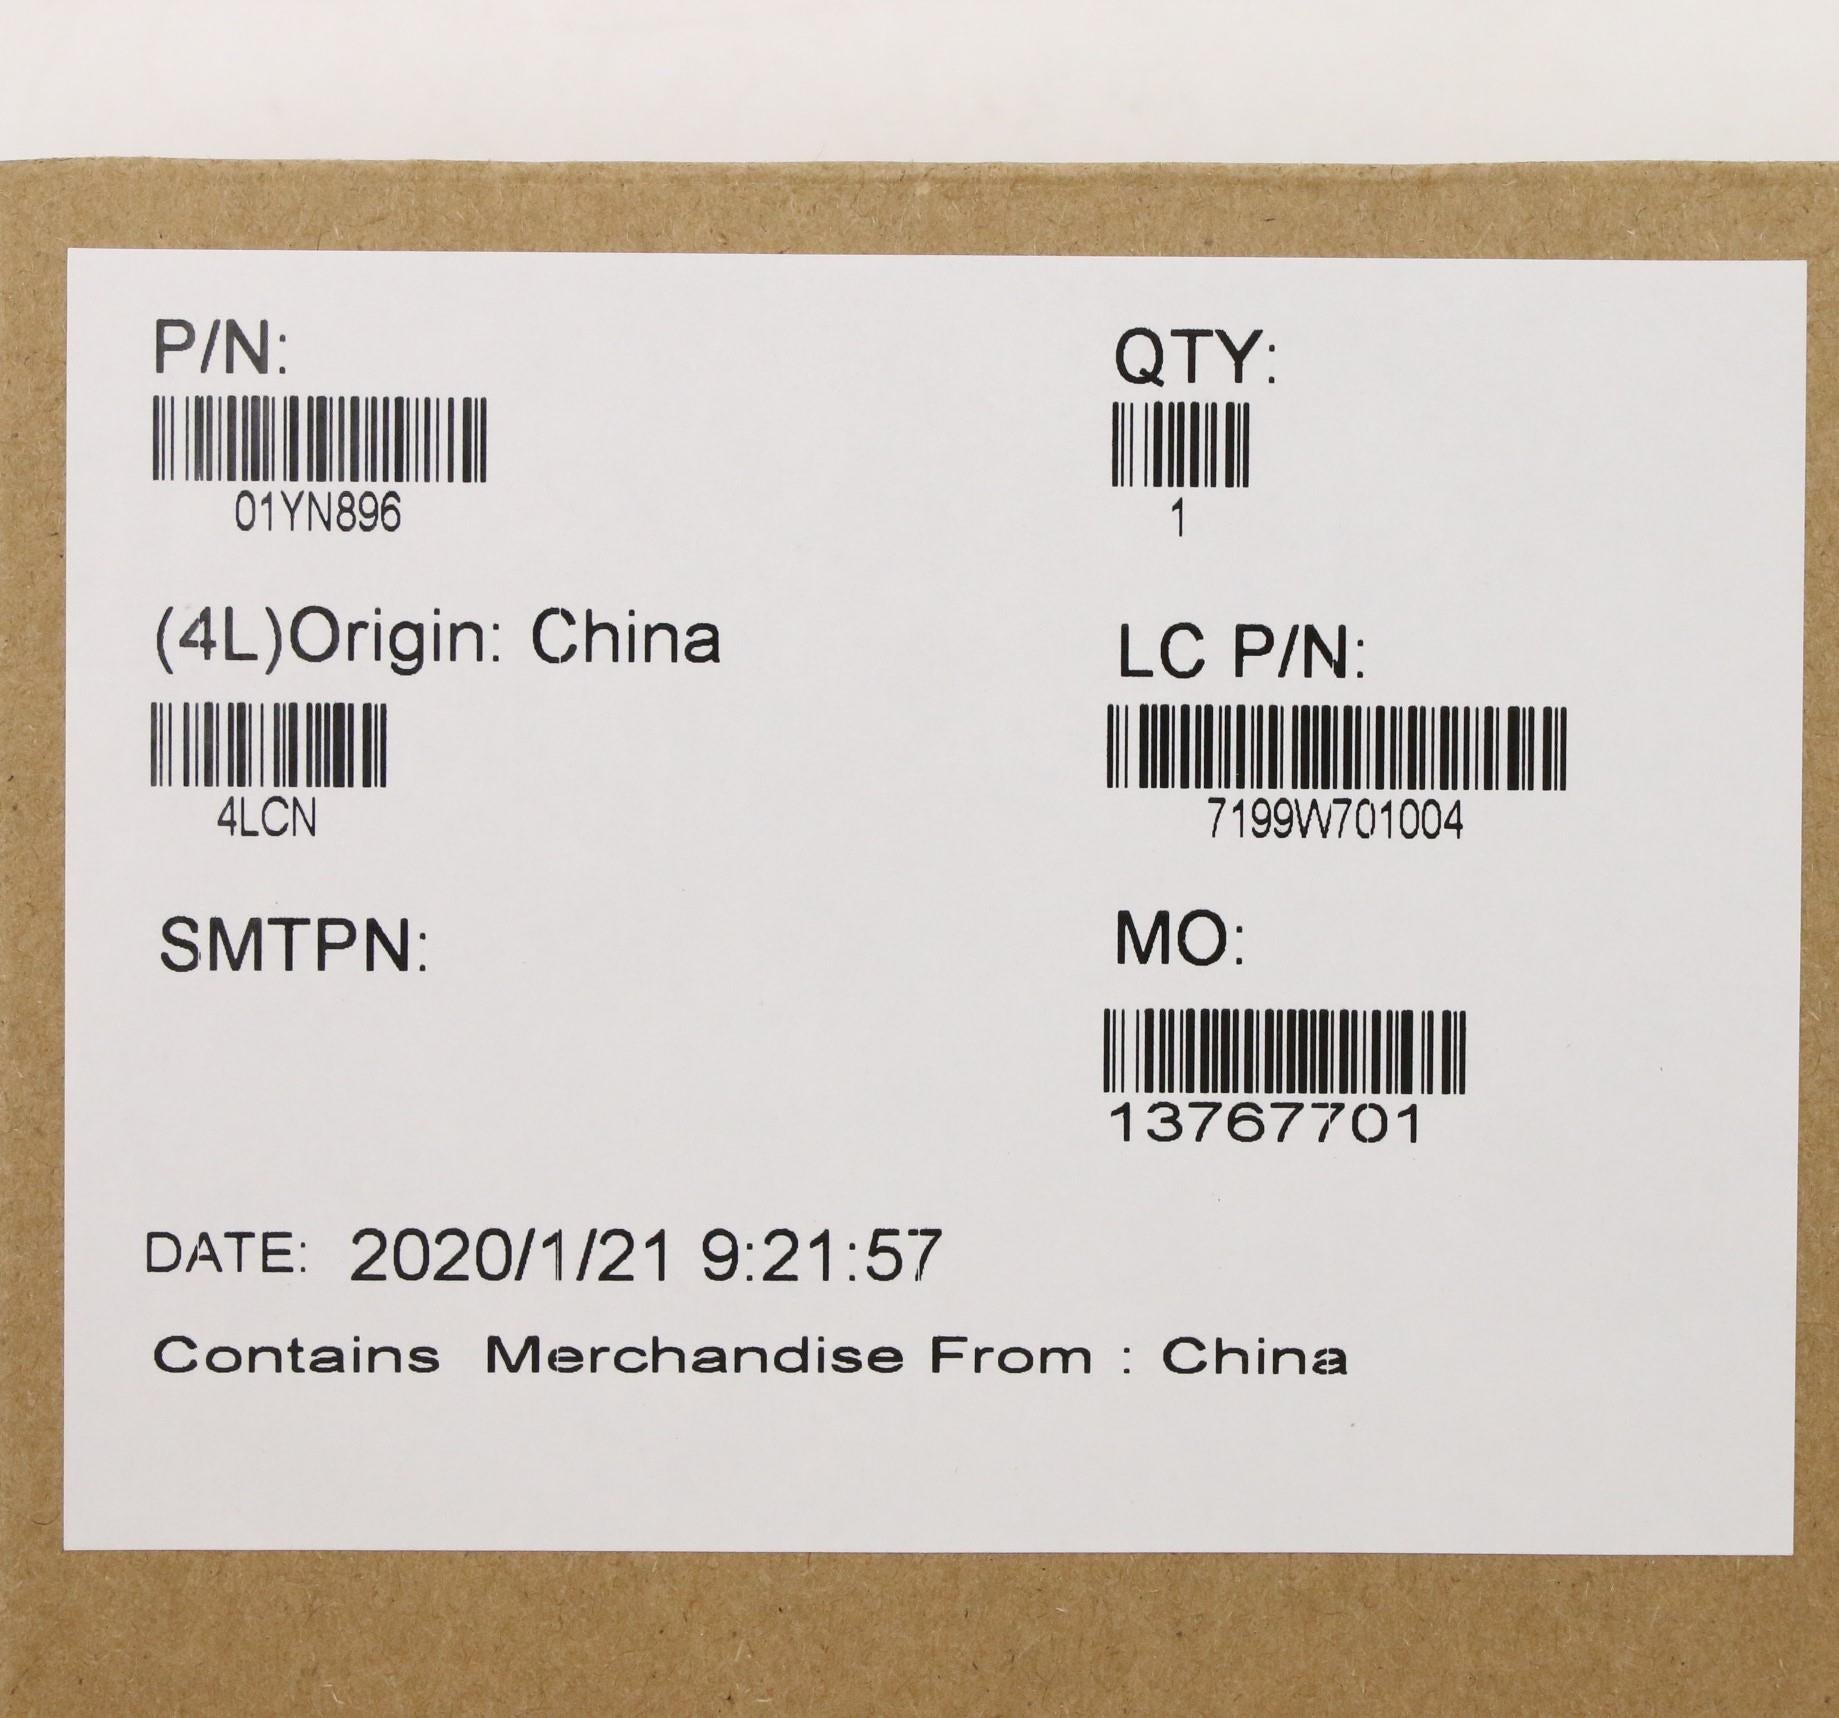 P/N:
01YN896
QTY:
1
(4L)Origin: China
4LCN
LC P/N:
7199W701004
SMTPN:
MO:
13767701
DATE: 2020/1/21 9:21:57
Contains Merchandise From : China